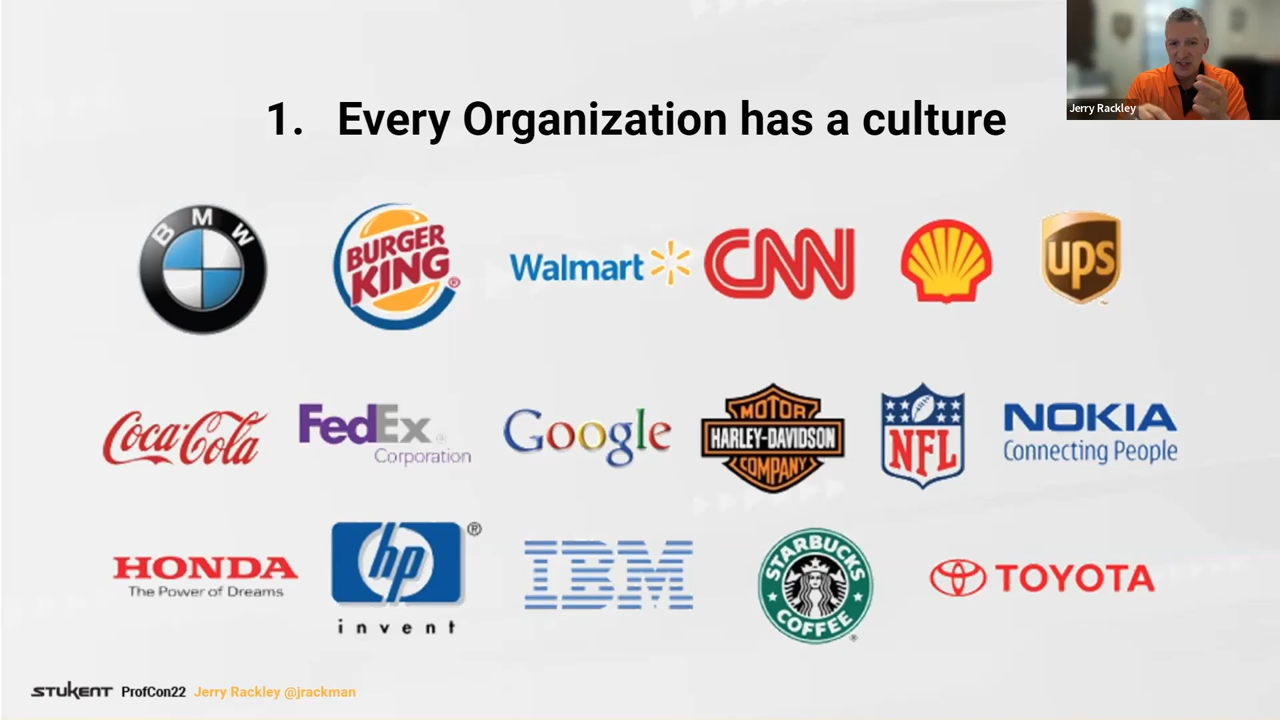 Jerry Rackley
1. Every Organization has a culture
BMW
BURGER
KING®
Walmart
CNN
ups
Coca-Cola
FedEx®
Corporation
Google
MOTOR
HARLEY-DAVIDSON
COMPANY
NFL
NOKIA
Connecting People
HONDA
The Power of Dreams
hp®
invent
IBM
STARBUCKS
COFFEE®
TOYOTA
STUKENT ProfCon22 Jerry Rackley @jrackman